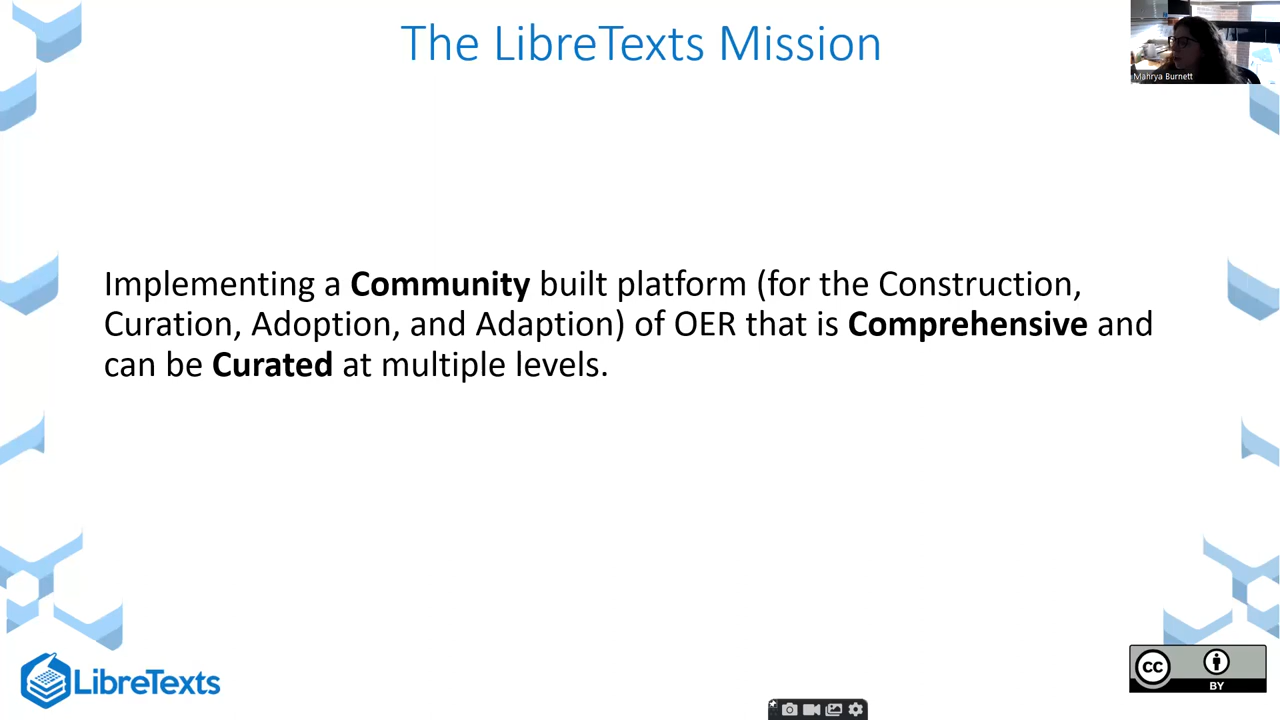 The LibreTexts Mission
Mahrya Burnett
Implementing a Community built platform (for the Construction,
Curation, Adoption, and Adaption) of OER that is Comprehensive and
can be Curated at multiple levels.
LibreTexts
cc
BY